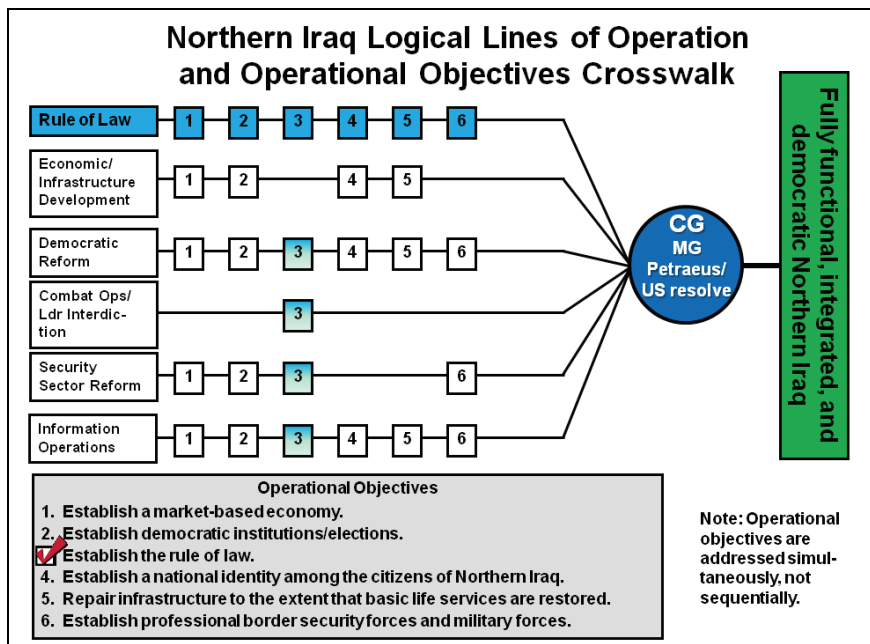 Northern Iraq Logical Lines of Operation
and Operational Objectives Crosswalk
Rule of Law
1 2 3 4 5 6
Economic/
Infrastructure
Development
1 2 4 5
Democratic
Reform
1 2 3 4 5 6
Combat Ops/
Ldr Interdic-
tion
3
Security
Sector Reform
1 2 3 6
Information
Operations
1 2 3 4 5 6
CG
MG
Petraeus/
US resolve
Fully functional, integrated, and
democratic Northern Iraq
Operational Objectives
1. Establish a market-based economy.
2. Establish democratic institutions/elections.
Establish the rule of law.
4. Establish a national identity among the citizens of Northern Iraq.
5. Repair infrastructure to the extent that basic life services are restored.
6. Establish professional border security forces and military forces.
Note: Operational
objectives are
addressed simul-
taneously, not
sequentially.